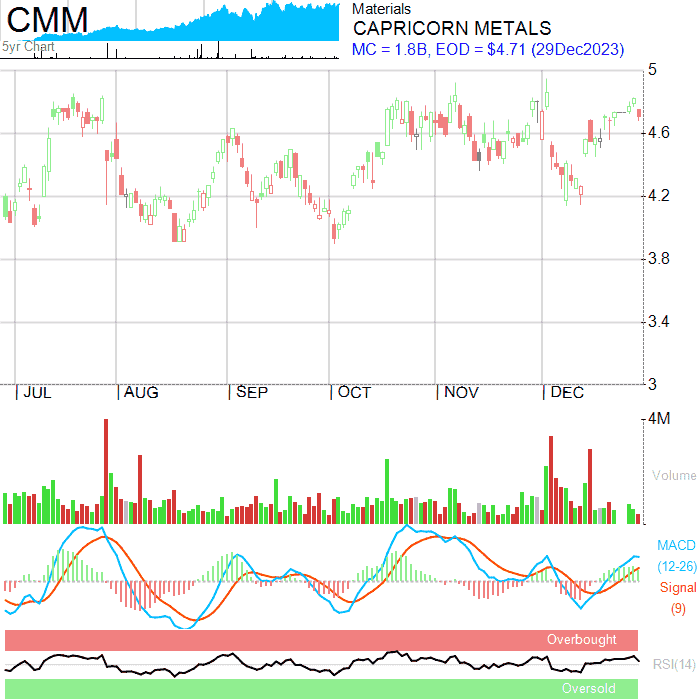 CMM
5yr Chart
Materials
CAPRICORN METALS
MC = 1.8B, EOD = $4.71 (29Dec2023)
5
4.6
4.2
3.8
3.4
3
JUL AUG SEP OCT NOV DEC
4M
Volume
MACD
(12-26)
Signal
(9)
Overbought
RSI(14)
Oversold